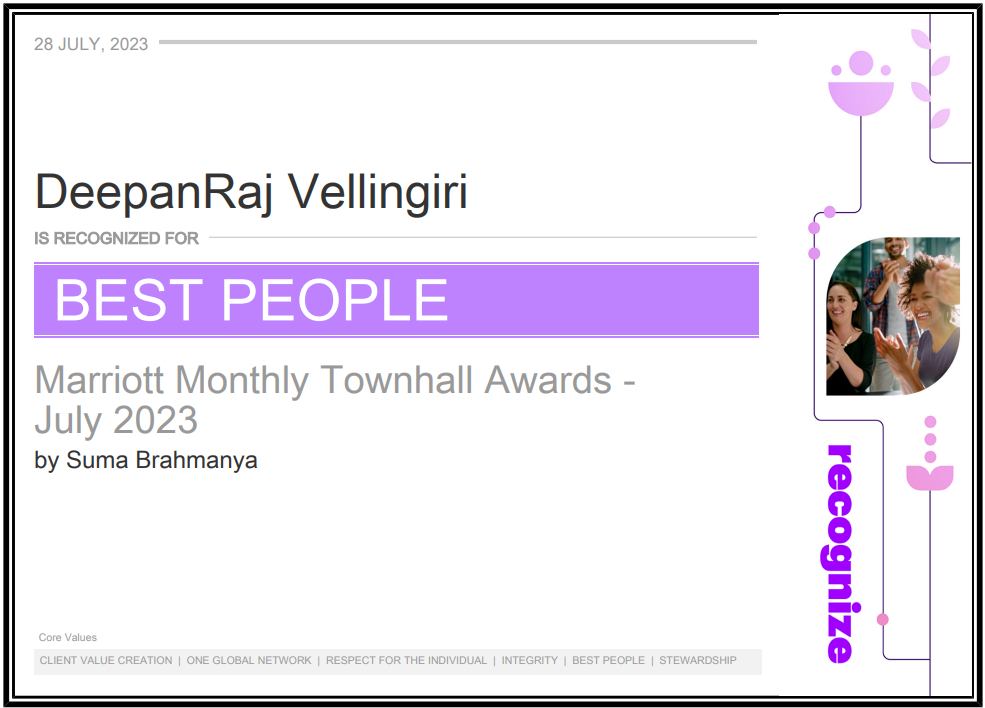 28 JULY, 2023
DeepanRaj Vellingiri
IS RECOGNIZED FOR
BEST PEOPLE
Marriott Monthly Townhall Awards -
July 2023
by Suma Brahmanya
recognize
Core Values
CLIENT VALUE CREATION | ONE GLOBAL NETWORK | RESPECT FOR THE INDIVIDUAL | INTEGRITY | BEST PEOPLE | STEWARDSHIP